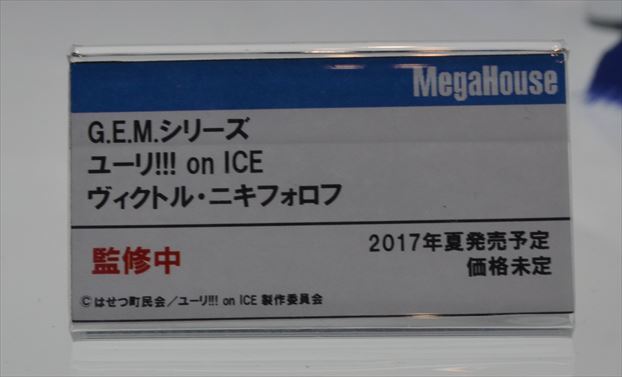 MegaHouse
G.E.M.シリーズ
ユーリ!!! on ICE
ヴィクトル・ニキフォロフ
監修中
2017年夏発売予定
価格未定
©はせつ町民会/ユーリ!!! on ICE 製作委員会